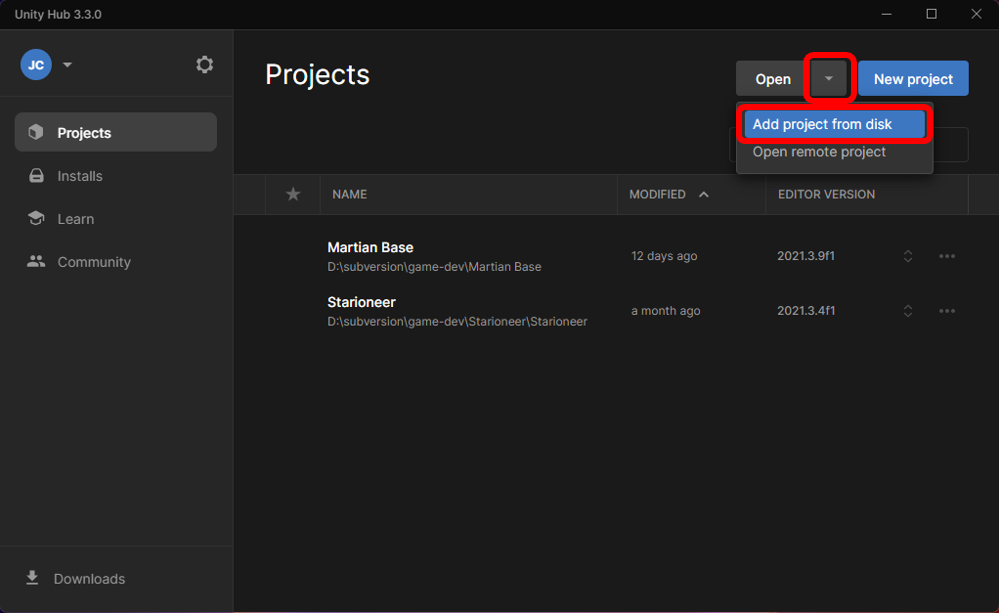 Unity Hub 3.3.0
JC
Projects
Installs
Learn
Community
Downloads
Projects
Open
New project
Add project from disk
Open remote project
NAME
MODIFIED
EDITOR VERSION
Martian Base
D:\subversion\game-dev\Martian Base
12 days ago
2021.3.9f1
Starioneer
D:\subversion\game-dev\Starioneer\Starioneer
a month ago
2021.3.4f1